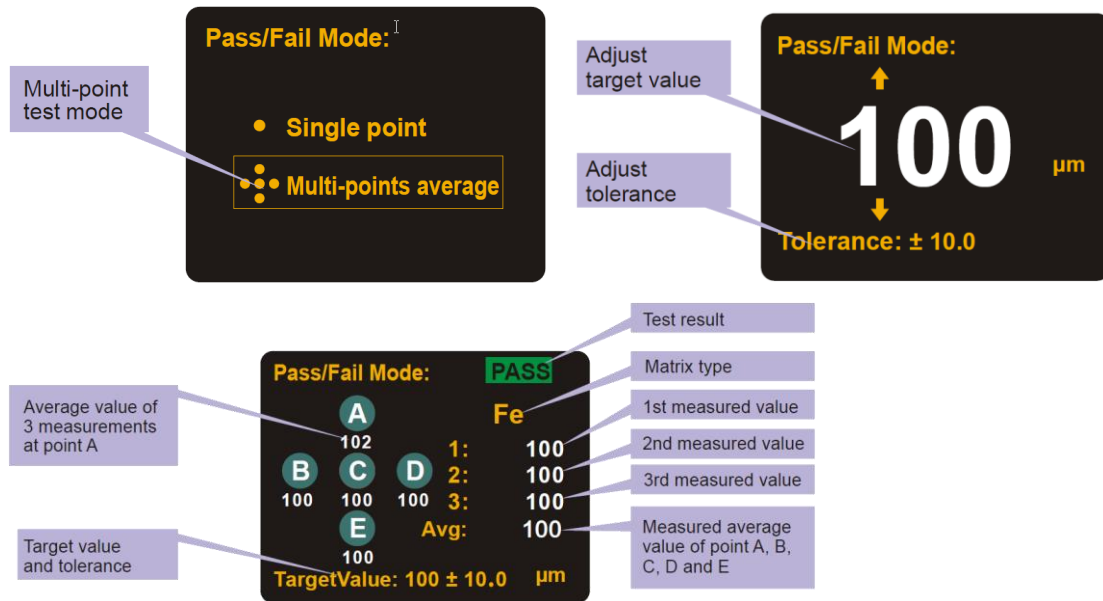 Pass/Fail Mode:
Multi-point
test mode
Single point
Multi-points average
Pass/Fail Mode:
Adjust
target value
100
µm
Adjust
tolerance
Tolerance: ± 10.0
Test result
Pass/Fail Mode:
PASS
Matrix type
Average value of
3 measurements
at point A
A
102
Fe
1st measured value
1: 100
2nd measured value
B
C
D
2: 100
100
100
100
3rd measured value
3: 100
E
100
Avg: 100
Measured average
value of point A, B,
C, D and E
Target value
and tolerance
TargetValue: 100 ± 10.0 µm